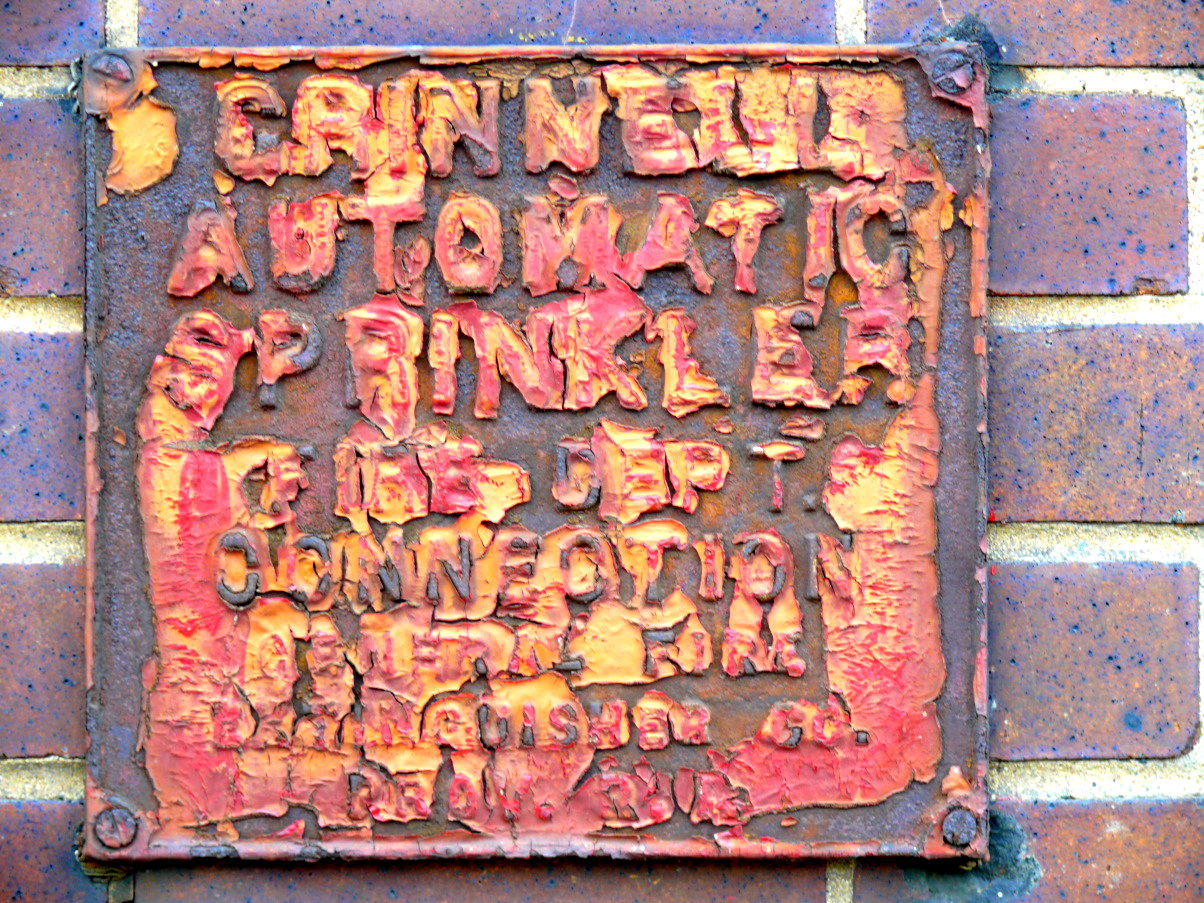 GRINNELL
AUTOMATIC
SPRINKLER
FIRE DEPT.
CONNECTION
GENERAL FIRE
EXTINGUISHER CO.
PROV. R.I.